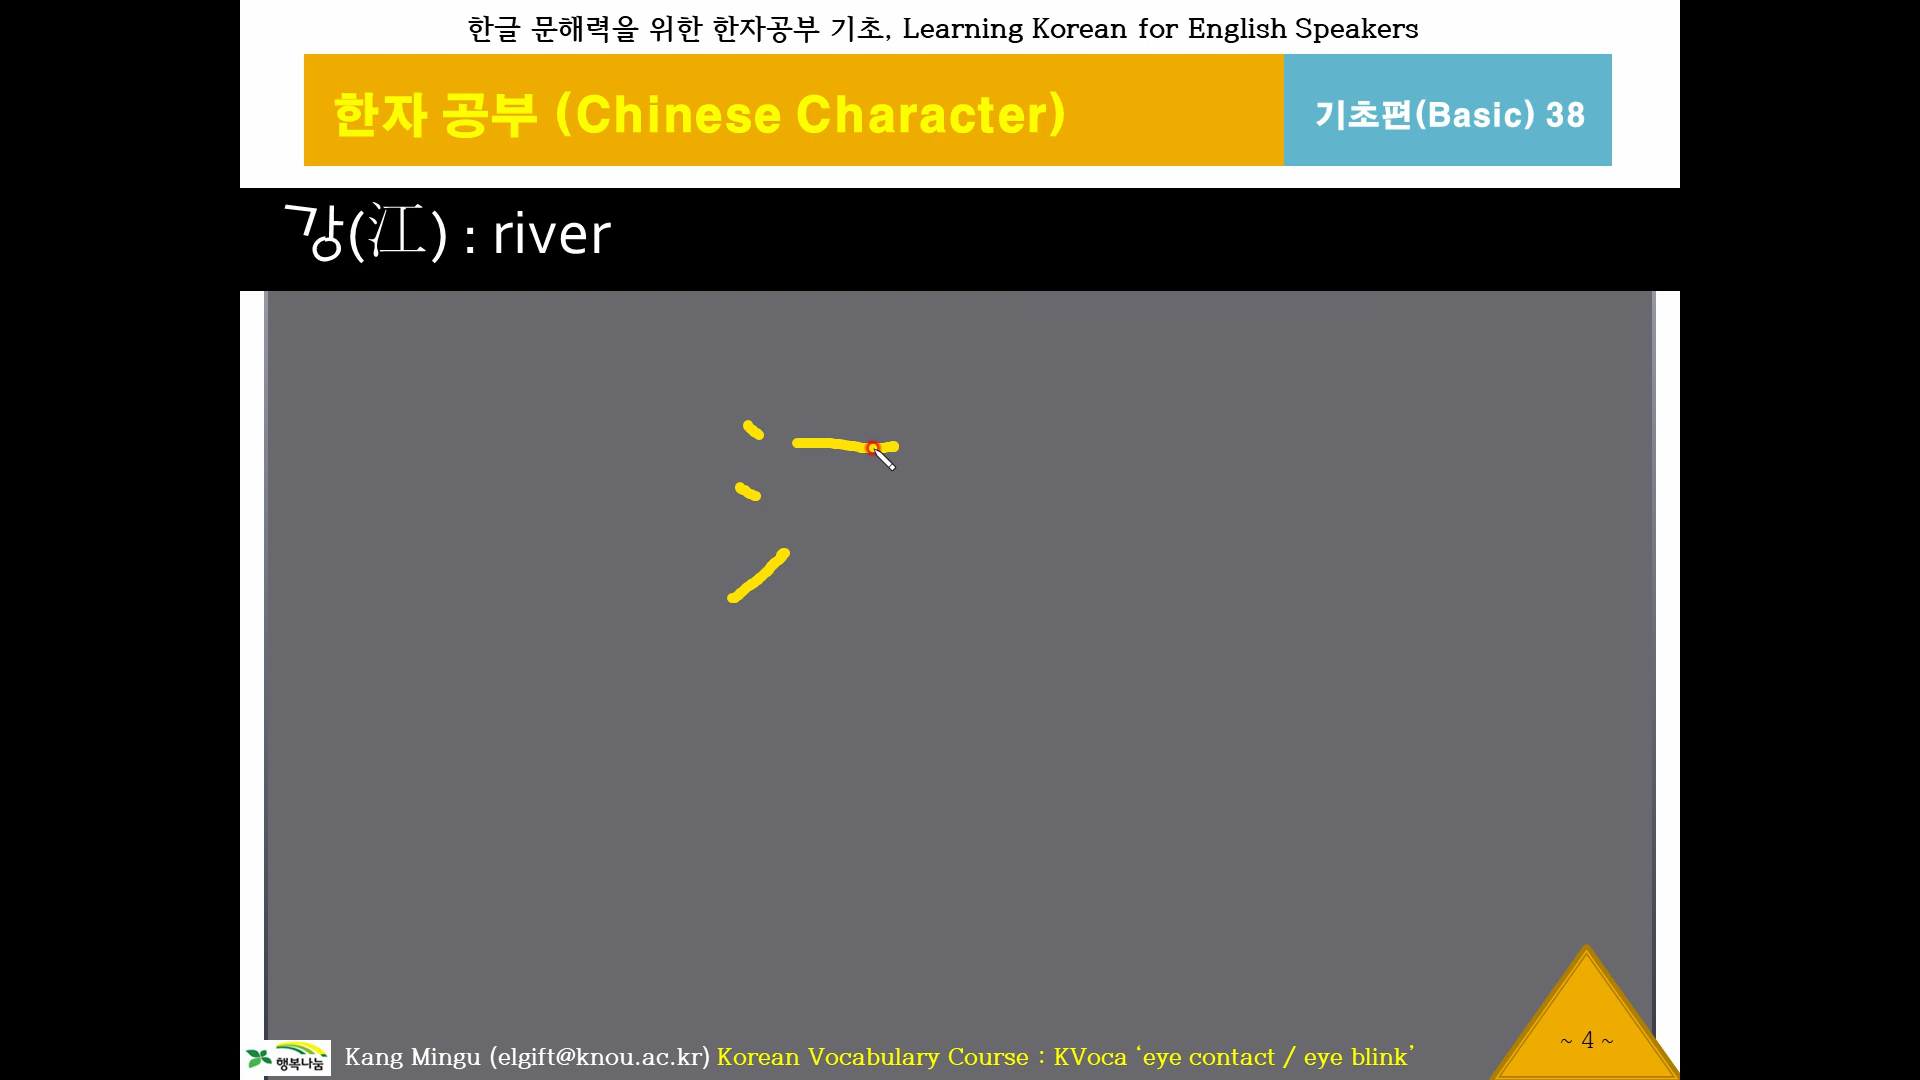 한글 문해력을 위한 한자공부 기초, Learning Korean for English Speakers
한자 공부 (Chinese Character)
기초편(Basic) 38
강(江) : river
~ 4 ~
행복나눔
Kang Mingu (elgift@knou.ac.kr) Korean Vocabulary Course : KVoca ‘eye contact / eye blink’